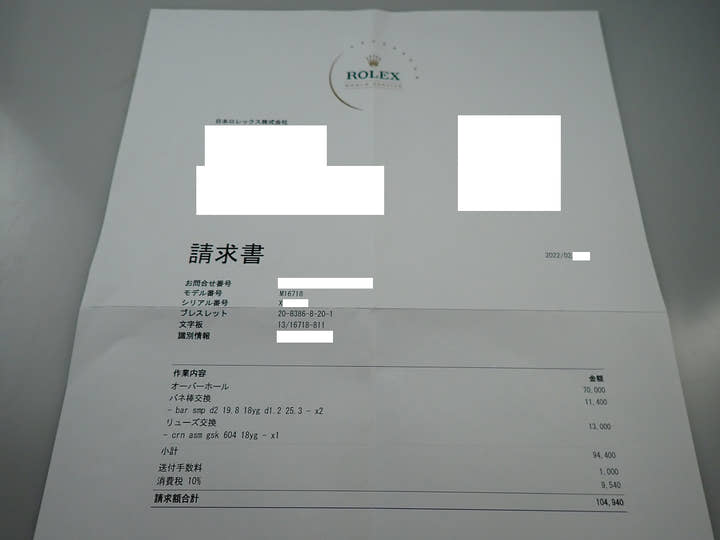 ROLEX
WORLD SERVICE
日本ロレックス株式会社
請求書
2022/02
お問合せ番号
モデル番号 M16718
シリアル番号 X
ブレスレット 20-8386-8-20-1
文字板 13/16718-811
識別情報
作業内容 金額
オーバーホール 70,000
バネ棒交換 11,400
- bar smp d2 19.8 18yg d1.2 25.3 - x2
リューズ交換 13,000
- crn asm gsk 604 18yg - x1
小計 94,400
送付手数料 1,000
消費税 10% 9,540
請求額合計 104,940